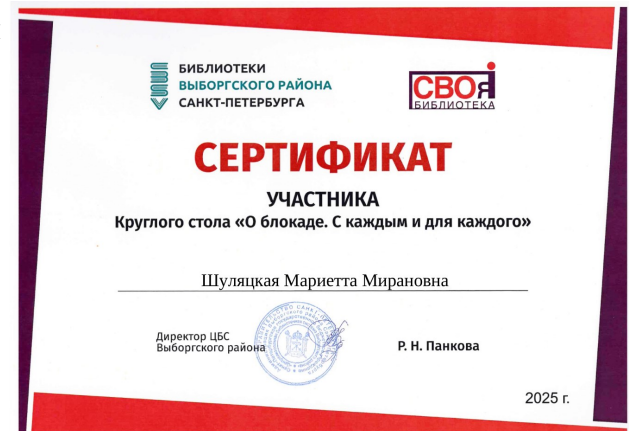 БИБЛИОТЕКИ
ВЫБОРГСКОГО РАЙОНА
САНКТ-ПЕТЕРБУРГА
СВОЯ
БИБЛИОТЕКА
СЕРТИФИКАТ
УЧАСТНИКА
Круглого стола «О блокаде. С каждым и для каждого»
Шуляцкая Мариетта Мирановна
Директор ЦБС
Выборгского района
Р. Н. Панкова
2025 г.